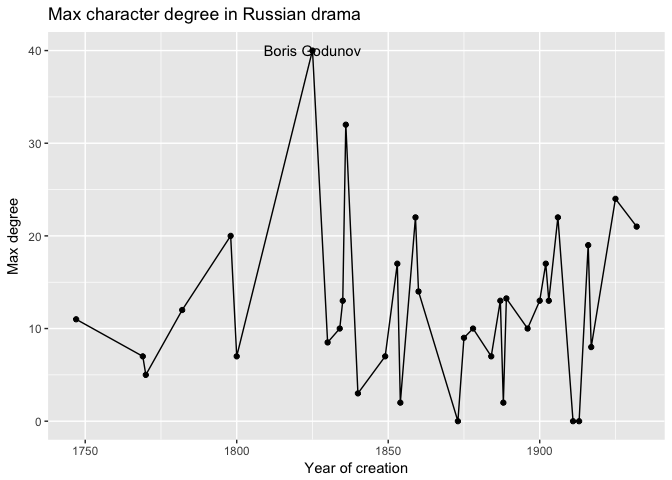 Max character degree in Russian drama
40
Boris Godunov
30
20
10
0
Max degree
1750 1800 1850 1900
Year of creation